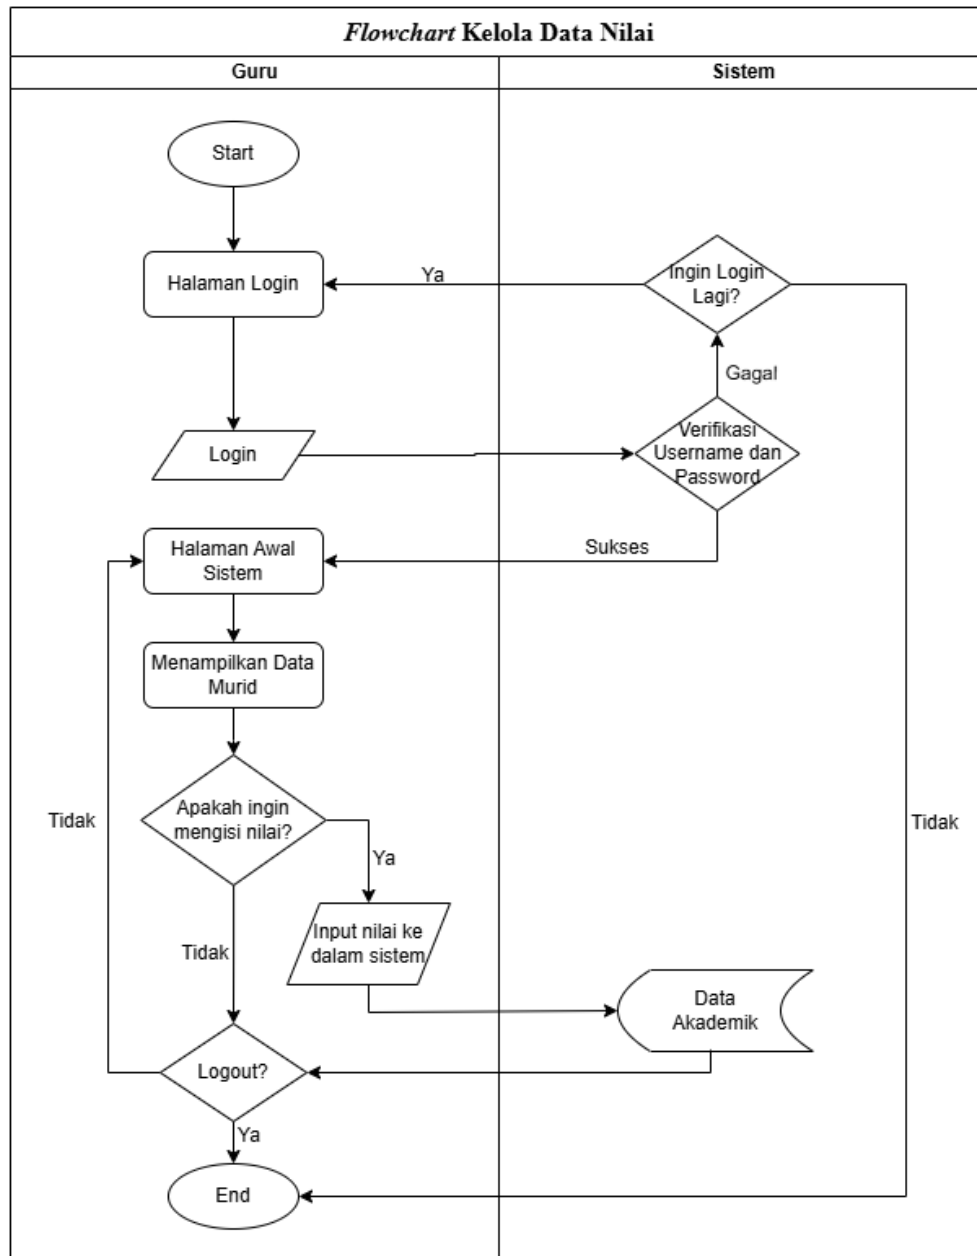 Flowchart Kelola Data Nilai
Guru
Sistem
Start
Halaman Login
Ya
Ingin Login
Lagi?
Gagal
Login
Verifikasi
Username dan
Password
Sukses
Halaman Awal
Sistem
Menampilkan Data
Murid
Apakah ingin
mengisi nilai?
Tidak
Tidak
Ya
Input nilai ke
dalam sistem
Tidak
Data
Akademik
Logout?
Ya
End